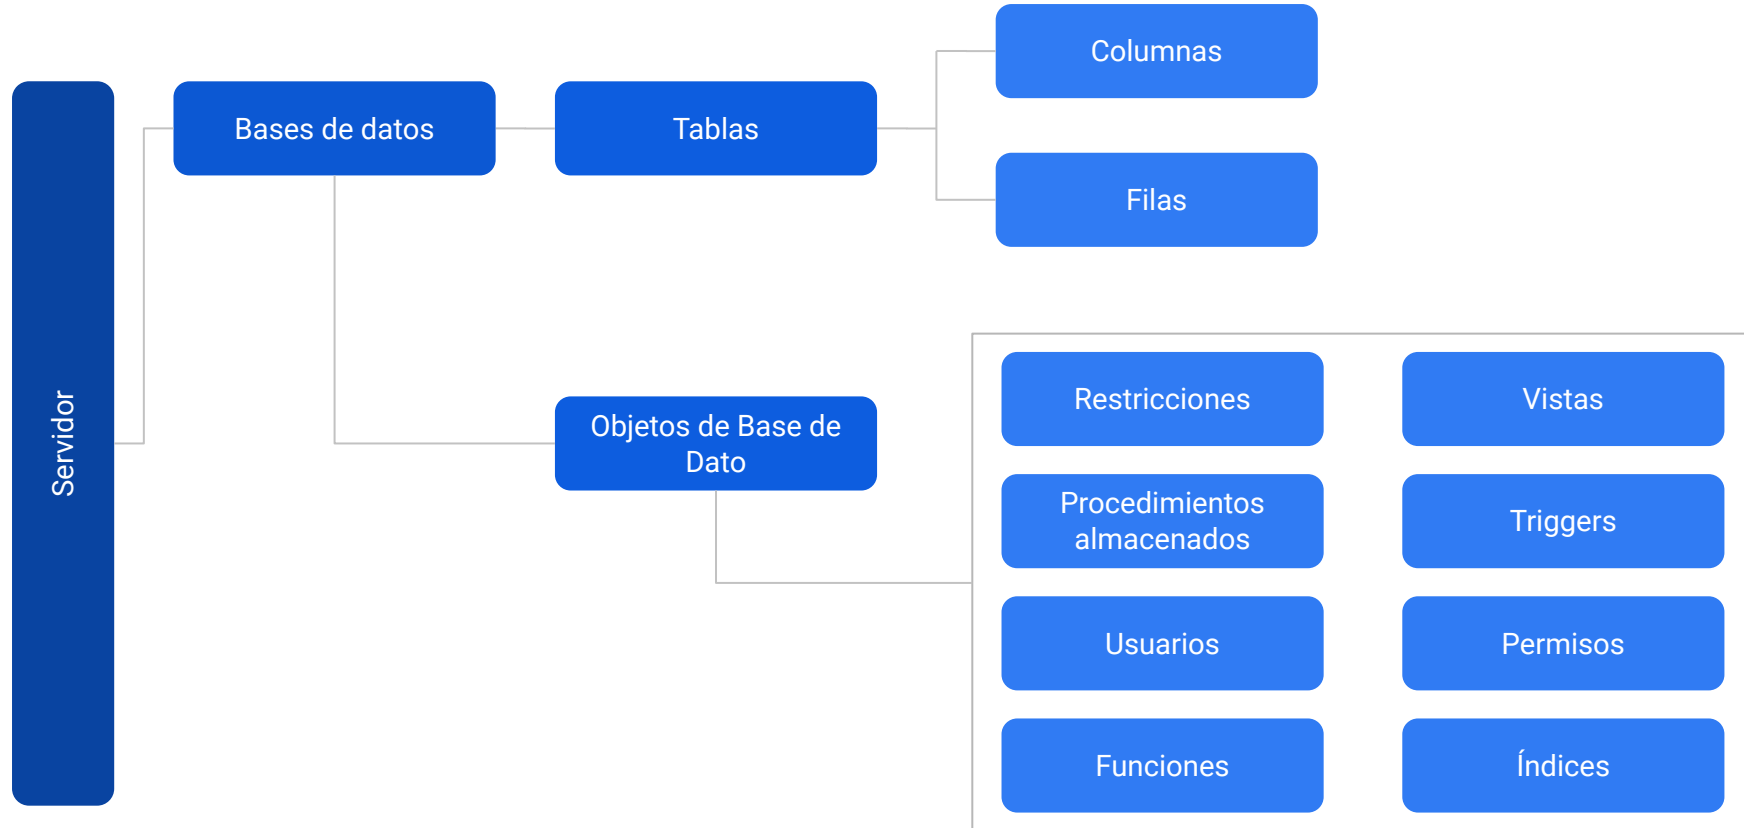 Servidor
Bases de datos
Tablas
Columnas
Filas
Objetos de Base de
Dato
Restricciones
Vistas
Procedimientos
almacenados
Triggers
Usuarios
Permisos
Funciones
Índices